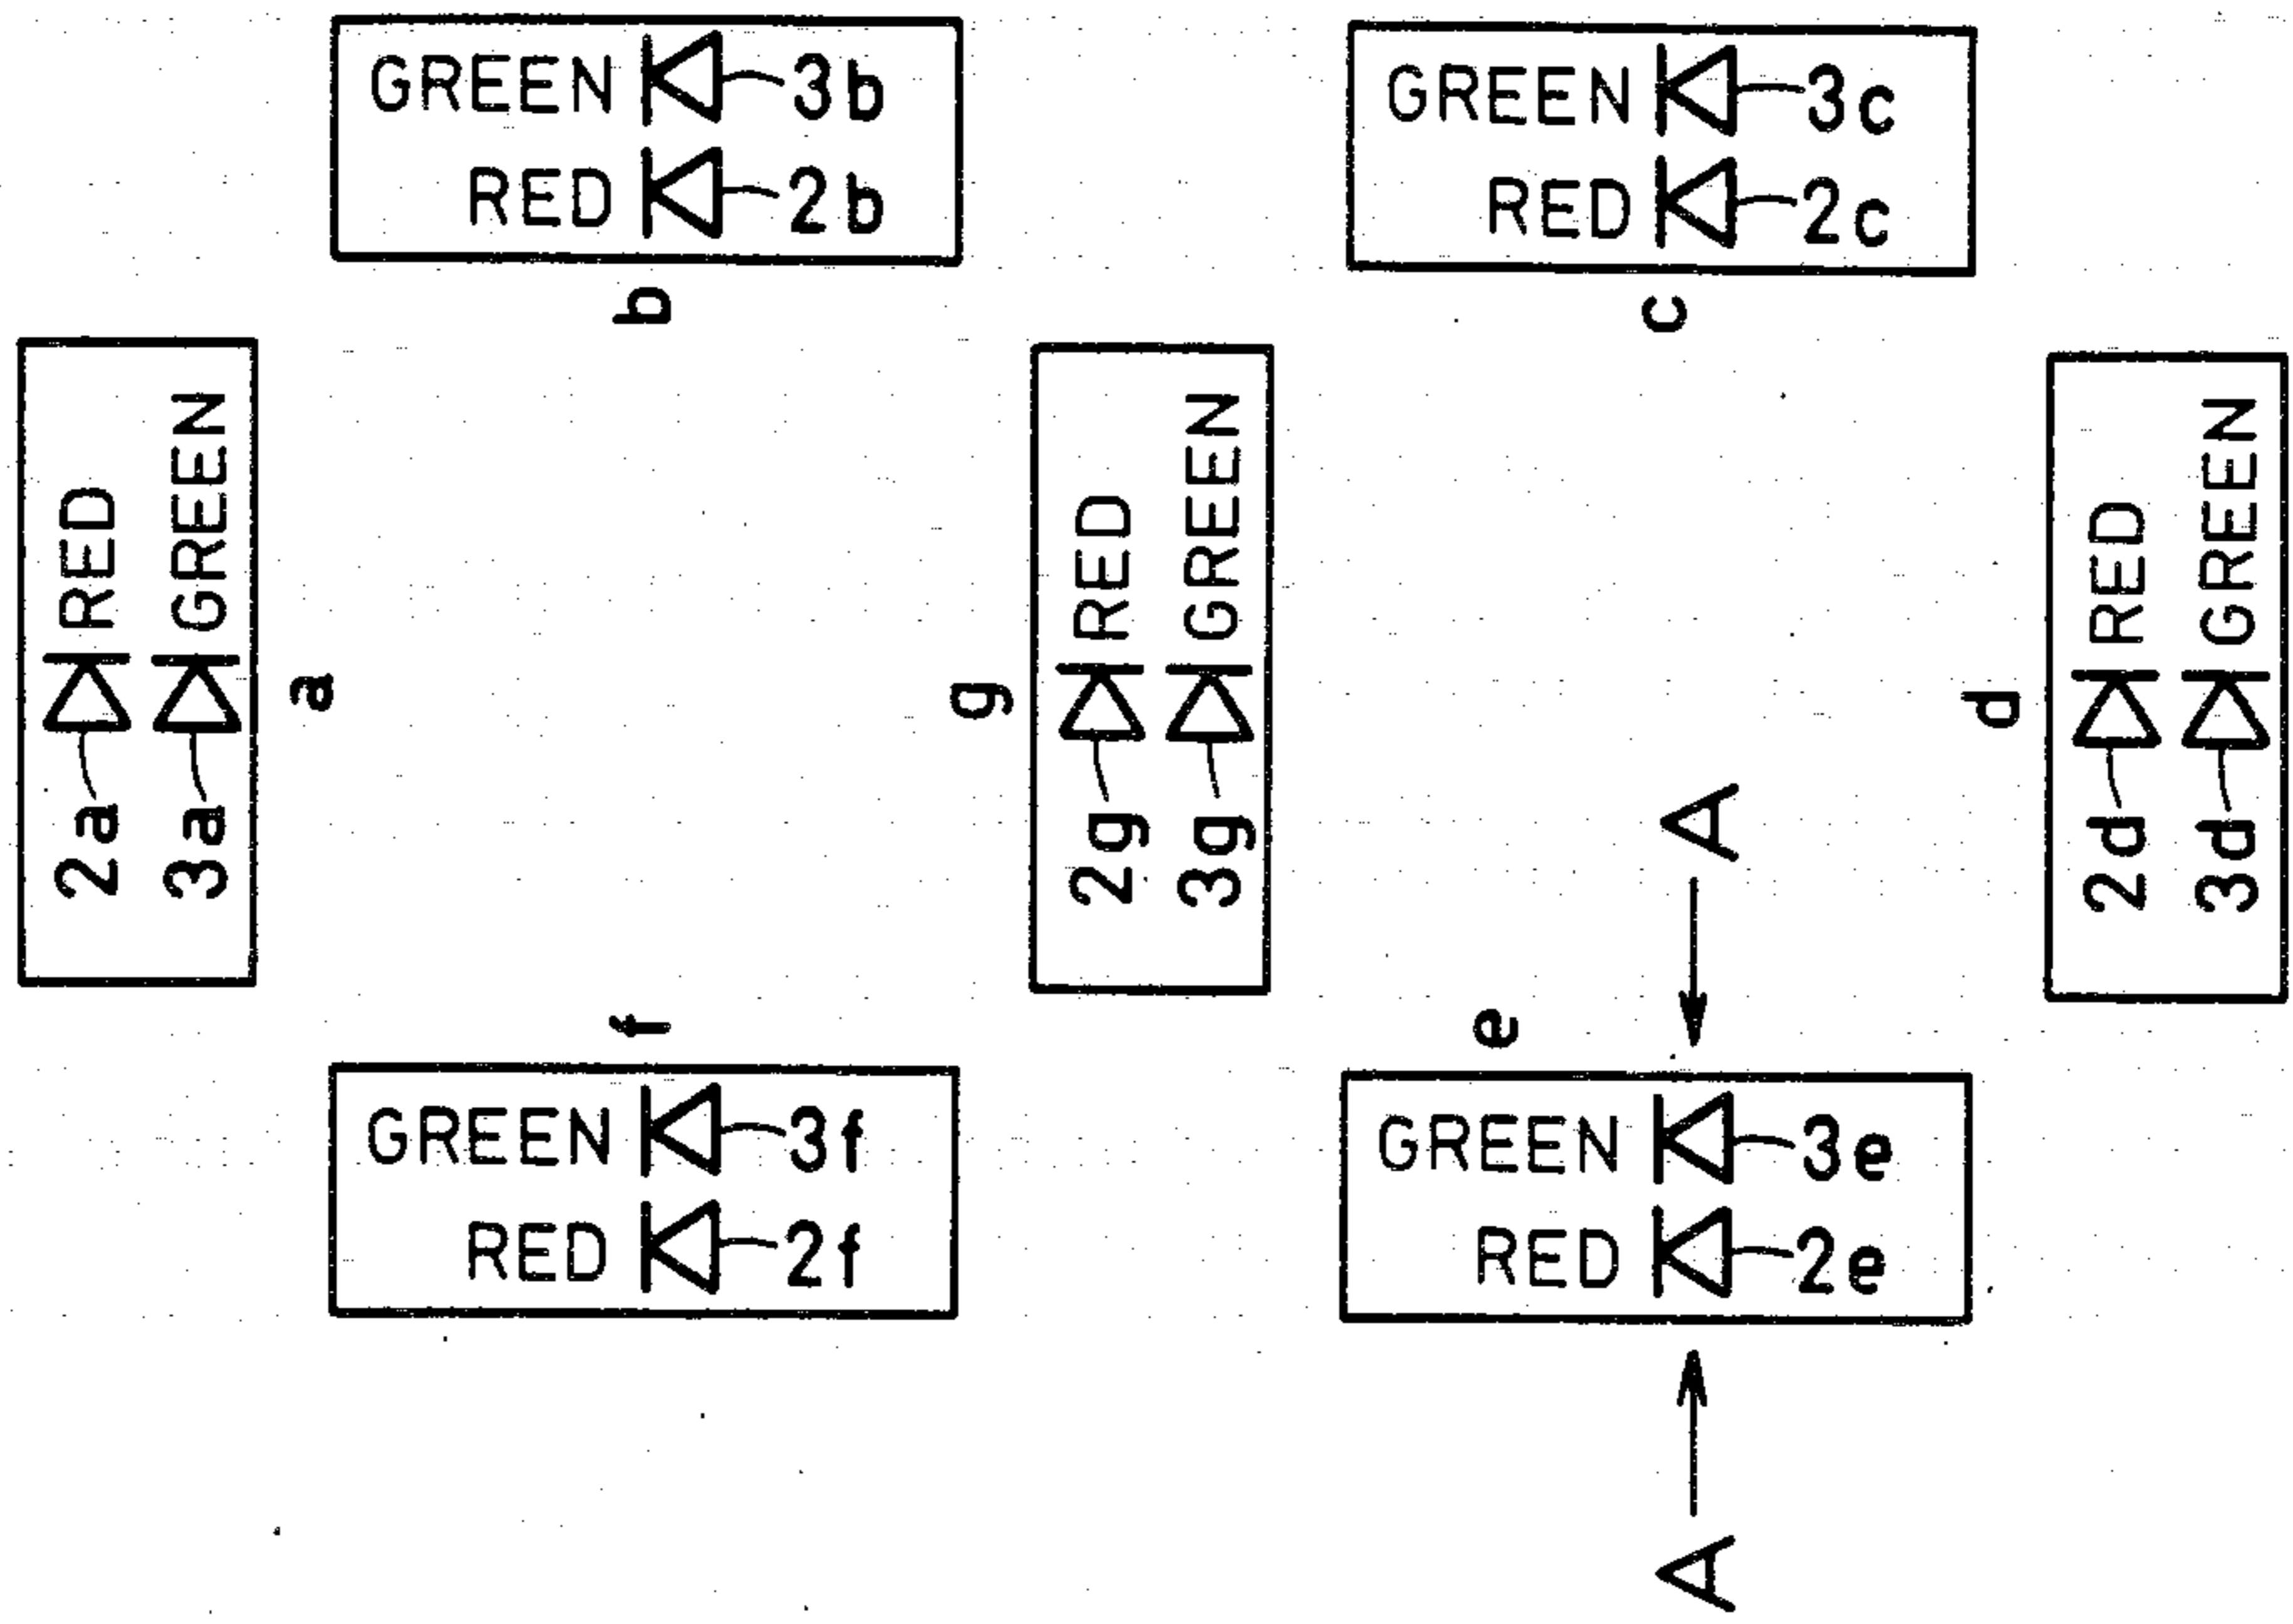 GREEN 3b
RED 2b
b
GREEN 3c
RED 2c
c
2a RED
3a GREEN
a
g
2g RED
3g GREEN
d
2d RED
3d GREEN
f
GREEN 3f
RED 2f
e
GREEN 3e
RED 2e
A
A